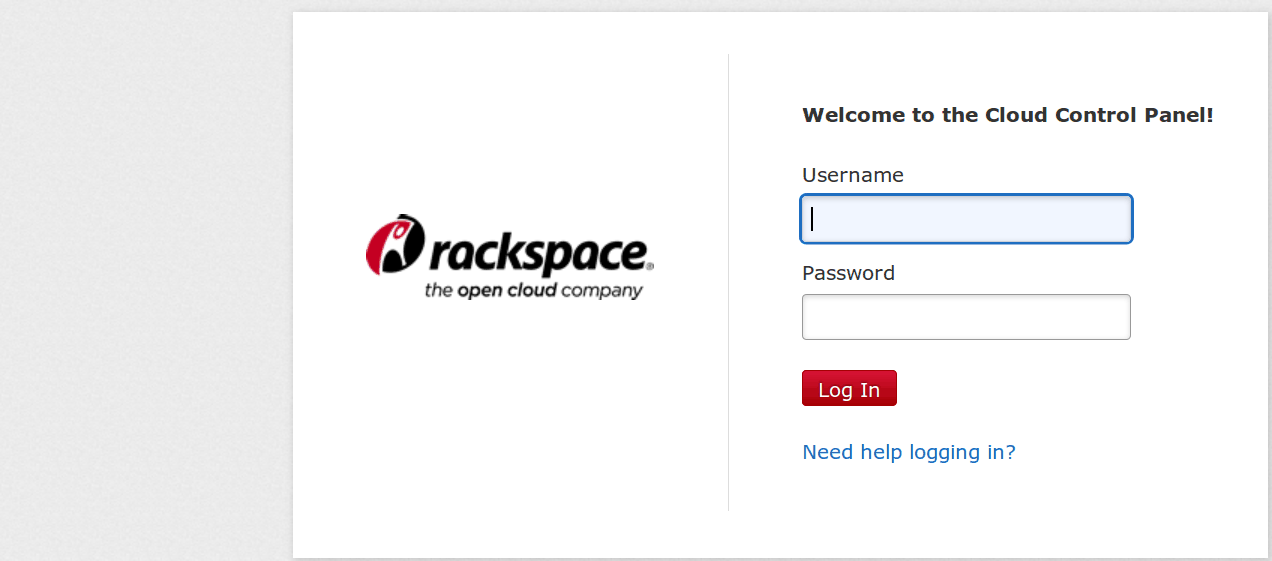 rackspace®
the open cloud company
Welcome to the Cloud Control Panel!
Username
Password
Log In
Need help logging in?